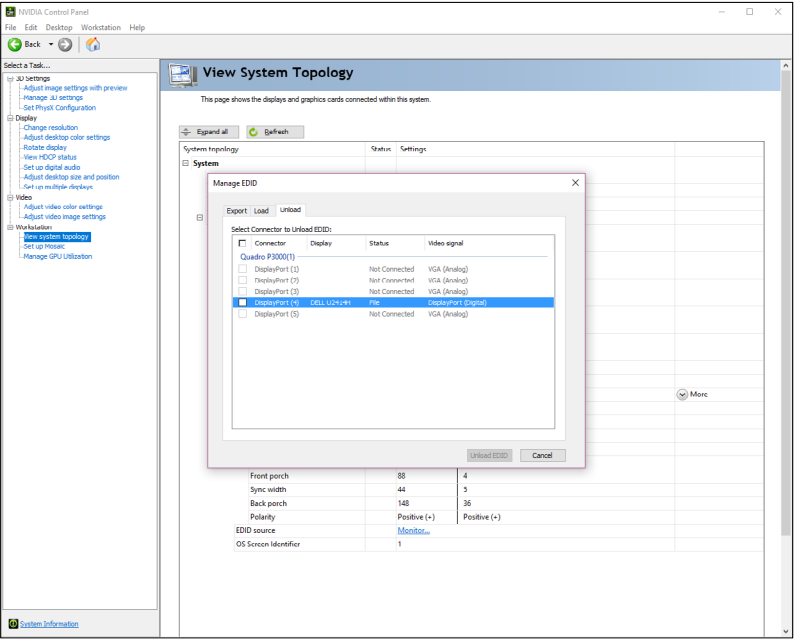 NVIDIA Control Panel
File Edit Desktop Workstation Help
Back
Select a Task...
3D Settings
Adjust image settings with preview
Manage 3D settings
Set PhysX Configuration
Display
Change resolution
Adjust desktop color settings
Rotate display
View HDCP status
Set up digital audio
Adjust desktop size and position
Set up multiple displays
Video
Adjust video color settings
Adjust video image settings
Workstation
View system topology
Set up Mosaic
Manage GPU Utilization
System Information
View System Topology
This page shows the displays and graphics cards connected within this system.
Expand all Refresh
System topology Status Settings
System
Manage EDID
Export Load Unload
Select Connector to Unload EDID:
Connector Display Status Video signal
Quadro P3000(1)
DisplayPort (1) Not Connected VGA (Analog)
DisplayPort (2) Not Connected VGA (Analog)
DisplayPort (3) Not Connected VGA (Analog)
DisplayPort (4) DELL File DisplayPort (Digital)
DisplayPort (5) Not Connected VGA (Analog)
Unload EDID Cancel
More
Front porch 88 4
Sync width 44 5
Back porch 148 36
Polarity Positive (+) Positive (+)
EDID source Monitor...
OS Screen Identifier 1